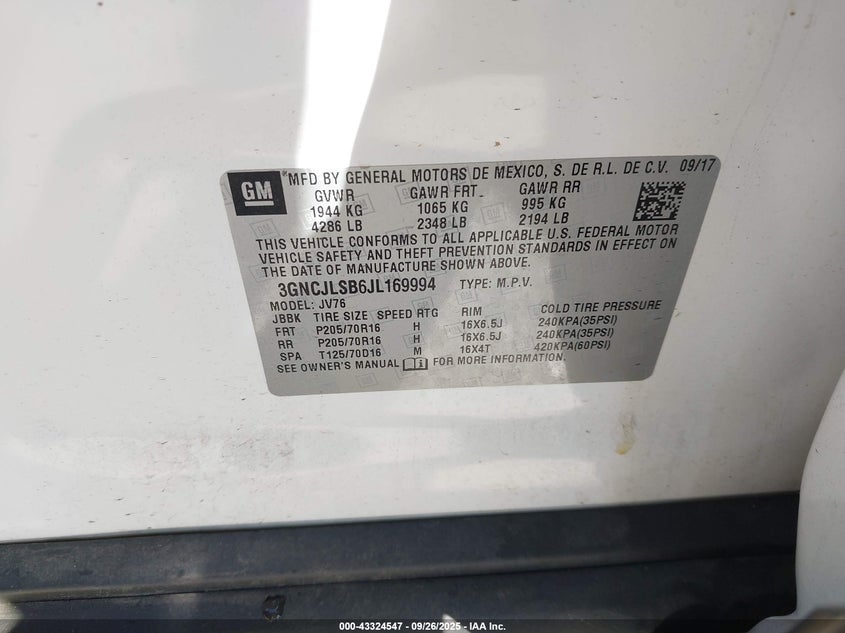 GM
MFD BY GENERAL MOTORS DE MEXICO, S. DE R.L. DE C.V. 09/17
GVWR GAWR FRT GAWR RR
1944 KG 1065 KG 995 KG
4286 LB 2348 LB 2194 LB
THIS VEHICLE CONFORMS TO ALL APPLICABLE U.S. FEDERAL MOTOR
VEHICLE SAFETY AND THEFT PREVENTION STANDARDS IN EFFECT ON
THE DATE OF MANUFACTURE SHOWN ABOVE.
3GNCJLSB6JL169994 TYPE: M.P.V.
MODEL: JV76
JBBK TIRE SIZE SPEED RTG RIM COLD TIRE PRESSURE
FRT P205/70R16 H 16X6.5J 240KPA(35PSI)
RR P205/70R16 H 16X6.5J 240KPA(35PSI)
SPA T125/70D16 M 16X4T 420KPA(60PSI)
SEE OWNER'S MANUAL FOR MORE INFORMATION.
000-43324547 - 09/26/2025 - IAA Inc.